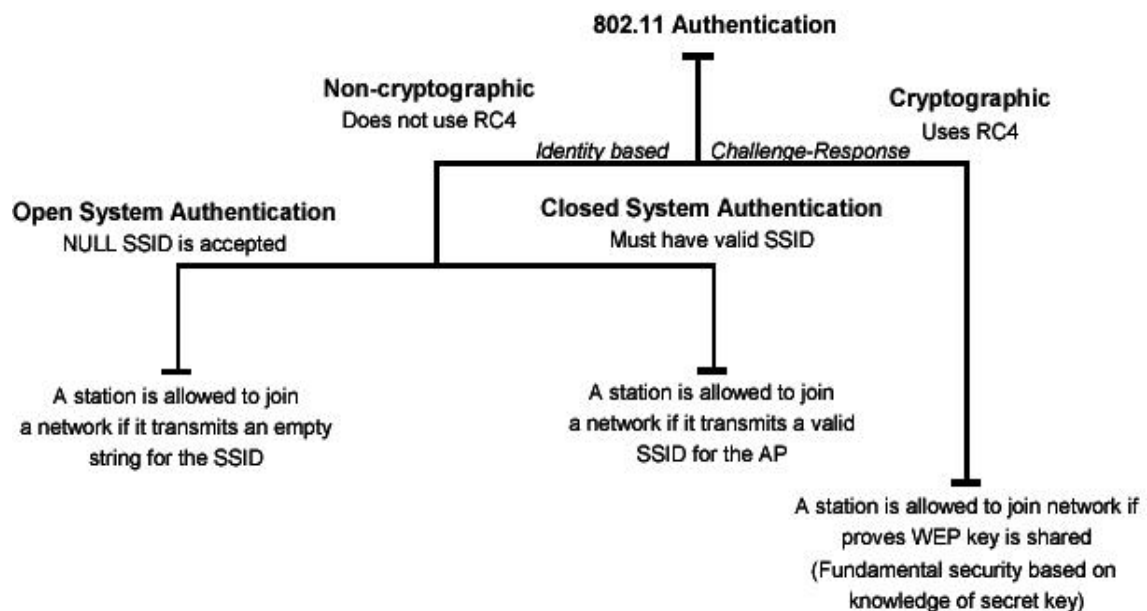 802.11 Authentication
Non-cryptographic
Does not use RC4
Cryptographic
Uses RC4
Identity based
Challenge-Response
Open System Authentication
NULL SSID is accepted
Closed System Authentication
Must have valid SSID
A station is allowed to join
a network if it transmits an empty
string for the SSID
A station is allowed to join
a network if it transmits a valid
SSID for the AP
A station is allowed to join network if
proves WEP key is shared
(Fundamental security based on
knowledge of secret key)